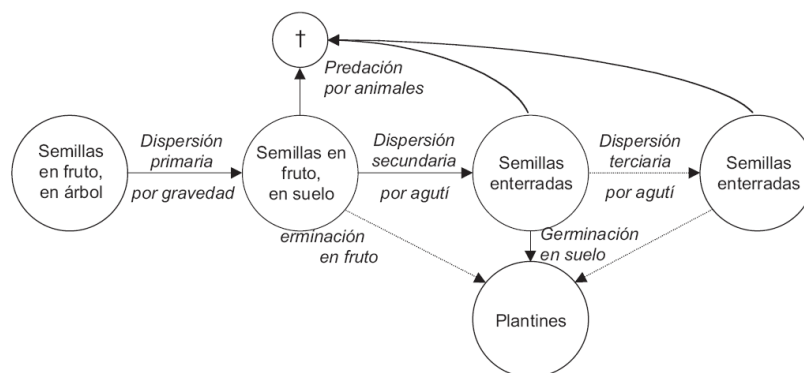 †
Predación
por animales
Semillas
en fruto,
en árbol
Dispersión
primaria
por gravedad
Semillas en
fruto,
en suelo
Dispersión
secundaria
por agutí
Semillas
enterradas
Dispersión
terciaria
por agutí
Semillas
enterradas
erminación
en fruto
Germinación
en suelo
Plantines